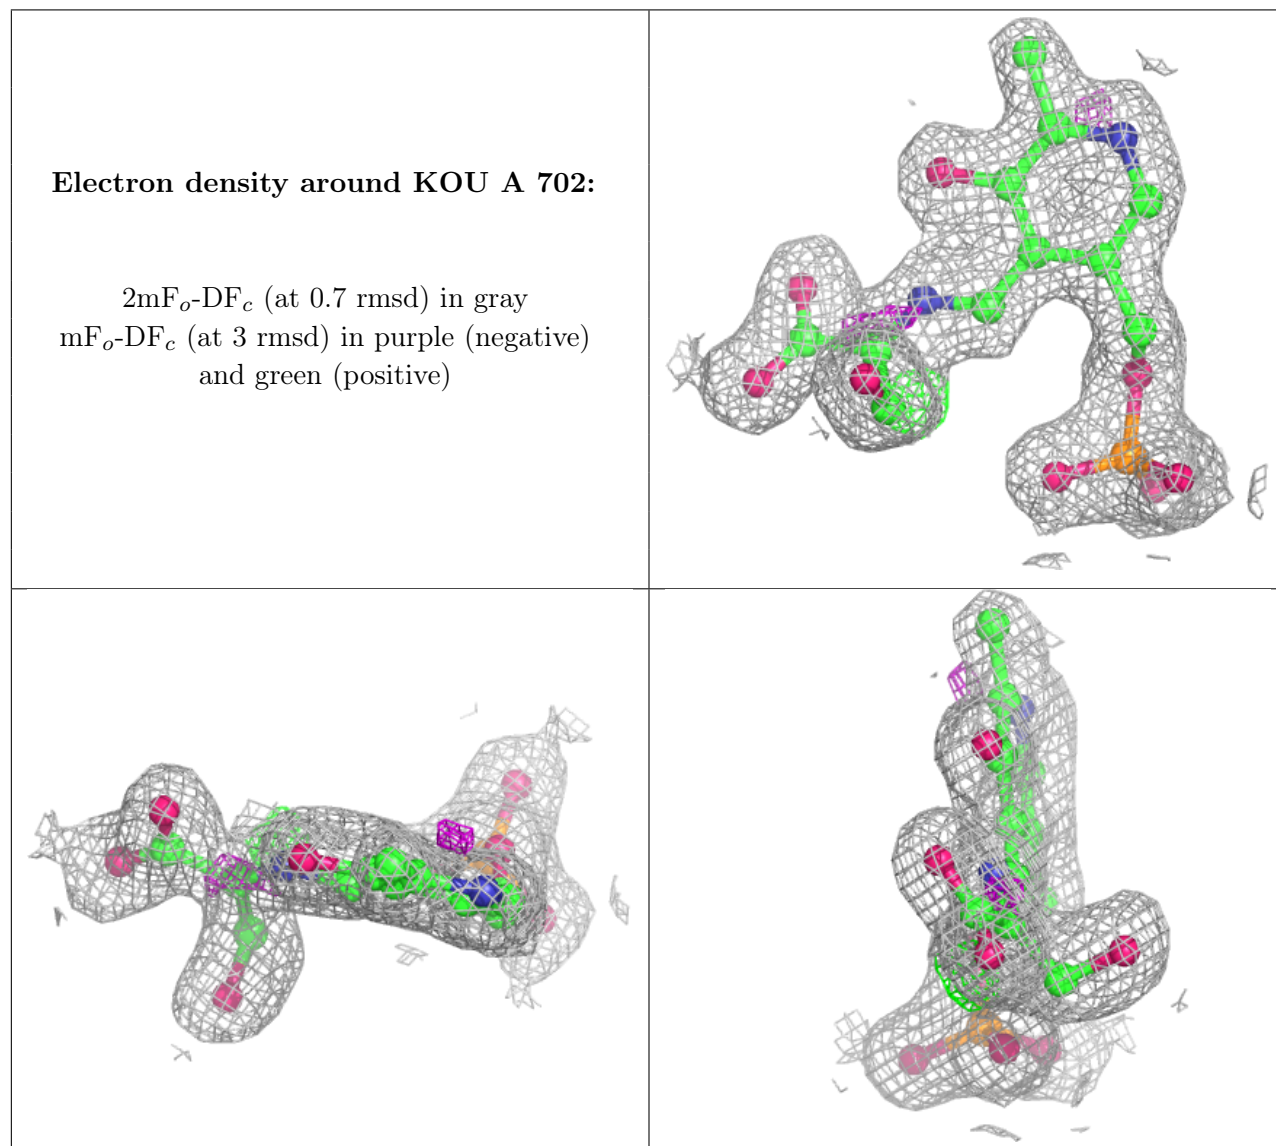 Electron density around KOU A 702:
2mFo-DFc (at 0.7 rmsd) in gray
mFo-DFc (at 3 rmsd) in purple (negative)
and green (positive)